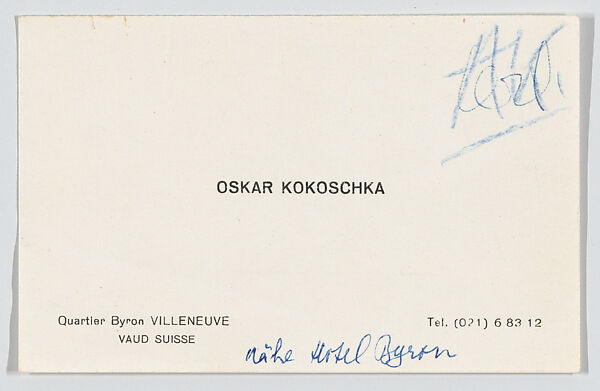 OSKAR KOKOSCHKA
Quartier Byron VILLENEUVE
VAUD SUISSE
Tel. (021) 6 83 12
nähe Hotel Byron